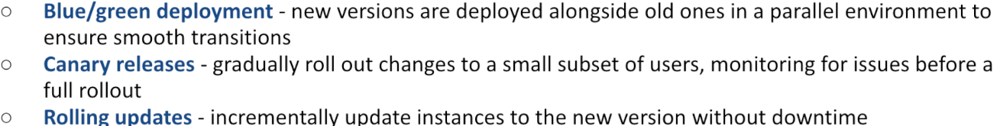 ○ Blue/green deployment - new versions are deployed alongside old ones in a parallel environment to
ensure smooth transitions
○ Canary releases - gradually roll out changes to a small subset of users, monitoring for issues before a
full rollout
○ Rolling updates - incrementally update instances to the new version without downtime